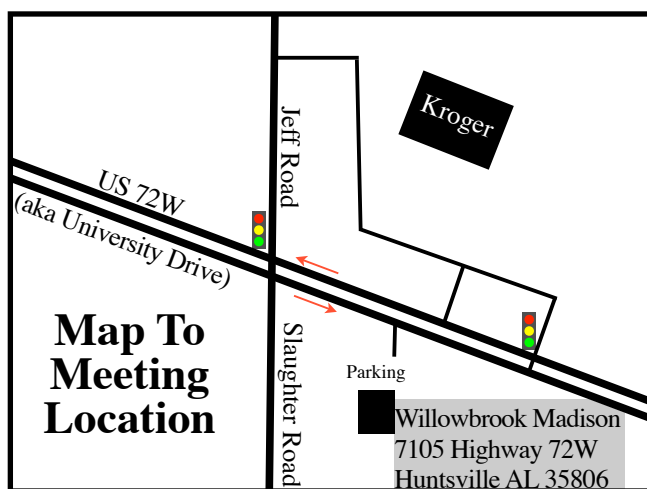 Kroger
Jeff Road
US 72W
(aka University Drive)
Map To
Meeting
Location
Slaughter Road
Parking
Willowbrook Madison
7105 Highway 72W
Huntsville AL 35806